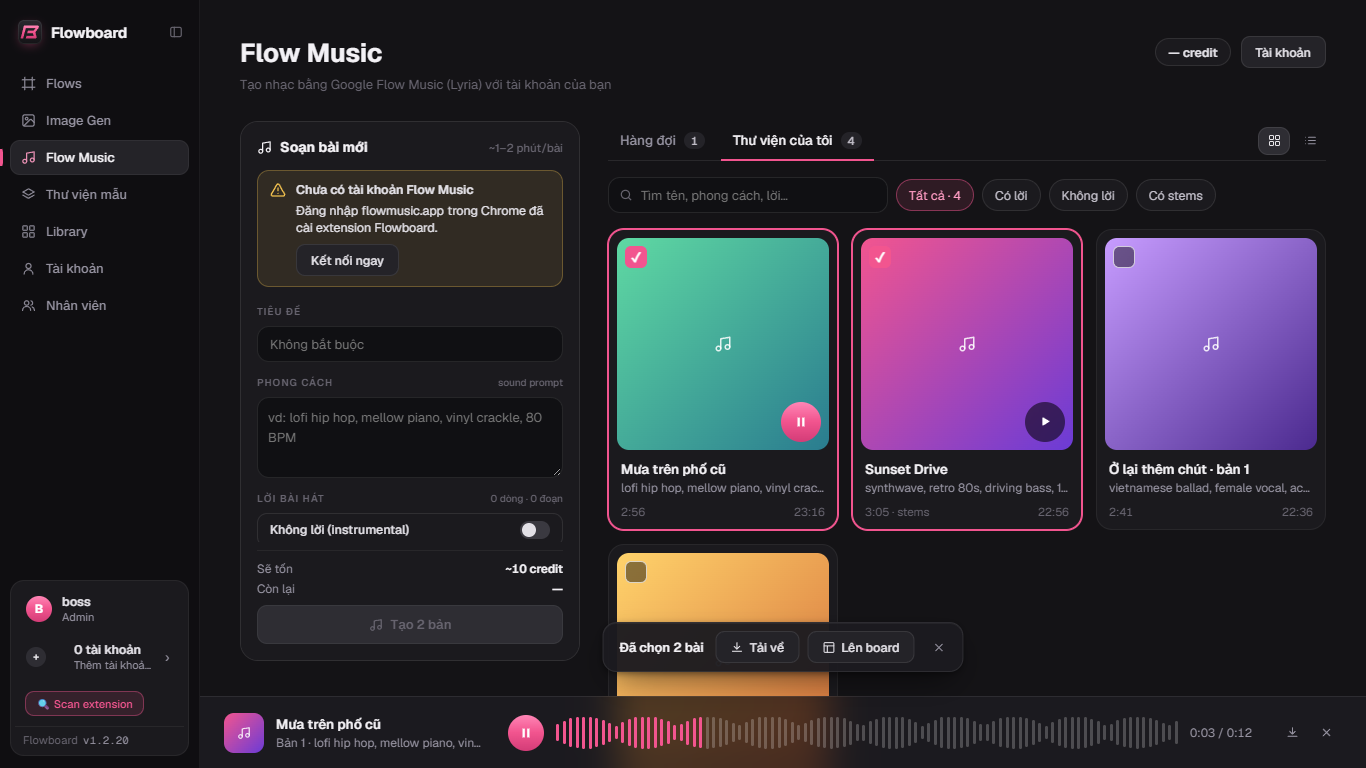 Flowboard
Flows
Image Gen
Flow Music
Thư viện mẫu
Library
Tài khoản
Nhân viên
B
boss
Admin
+
0 tài khoản
Thêm tài khoả...
Scan extension
Flowboard v1.2.20
Flow Music
Tạo nhạc bằng Google Flow Music (Lyria) với tài khoản của bạn
— credit
Tài khoản
Soạn bài mới
~1–2 phút/bài
Chưa có tài khoản Flow Music
Đăng nhập flowmusic.app trong Chrome đã
cài extension Flowboard.
Kết nối ngay
TIÊU ĐỀ
Không bắt buộc
PHONG CÁCH
sound prompt
vd: lofi hip hop, mellow piano, vinyl crackle, 80
BPM
LỜI BÀI HÁT
0 dòng · 0 đoạn
Không lời (instrumental)
Sẽ tốn
~10 credit
Còn lại
—
Tạo 2 bản
Hàng đợi 1
Thư viện của tôi 4
Tìm tên, phong cách, lời...
Tất cả · 4
Có lời
Không lời
Có stems
Mưa trên phố cũ
lofi hip hop, mellow piano, vinyl crac...
2:56
23:16
Sunset Drive
synthwave, retro 80s, driving bass, 1...
3:05 · stems
22:56
Ở lại thêm chút · bản 1
vietnamese ballad, female vocal, ac...
2:41
22:36
Đã chọn 2 bài
Tải về
Lên board
Mưa trên phố cũ
Bản 1 · lofi hip hop, mellow piano, vin...
0:03 / 0:12